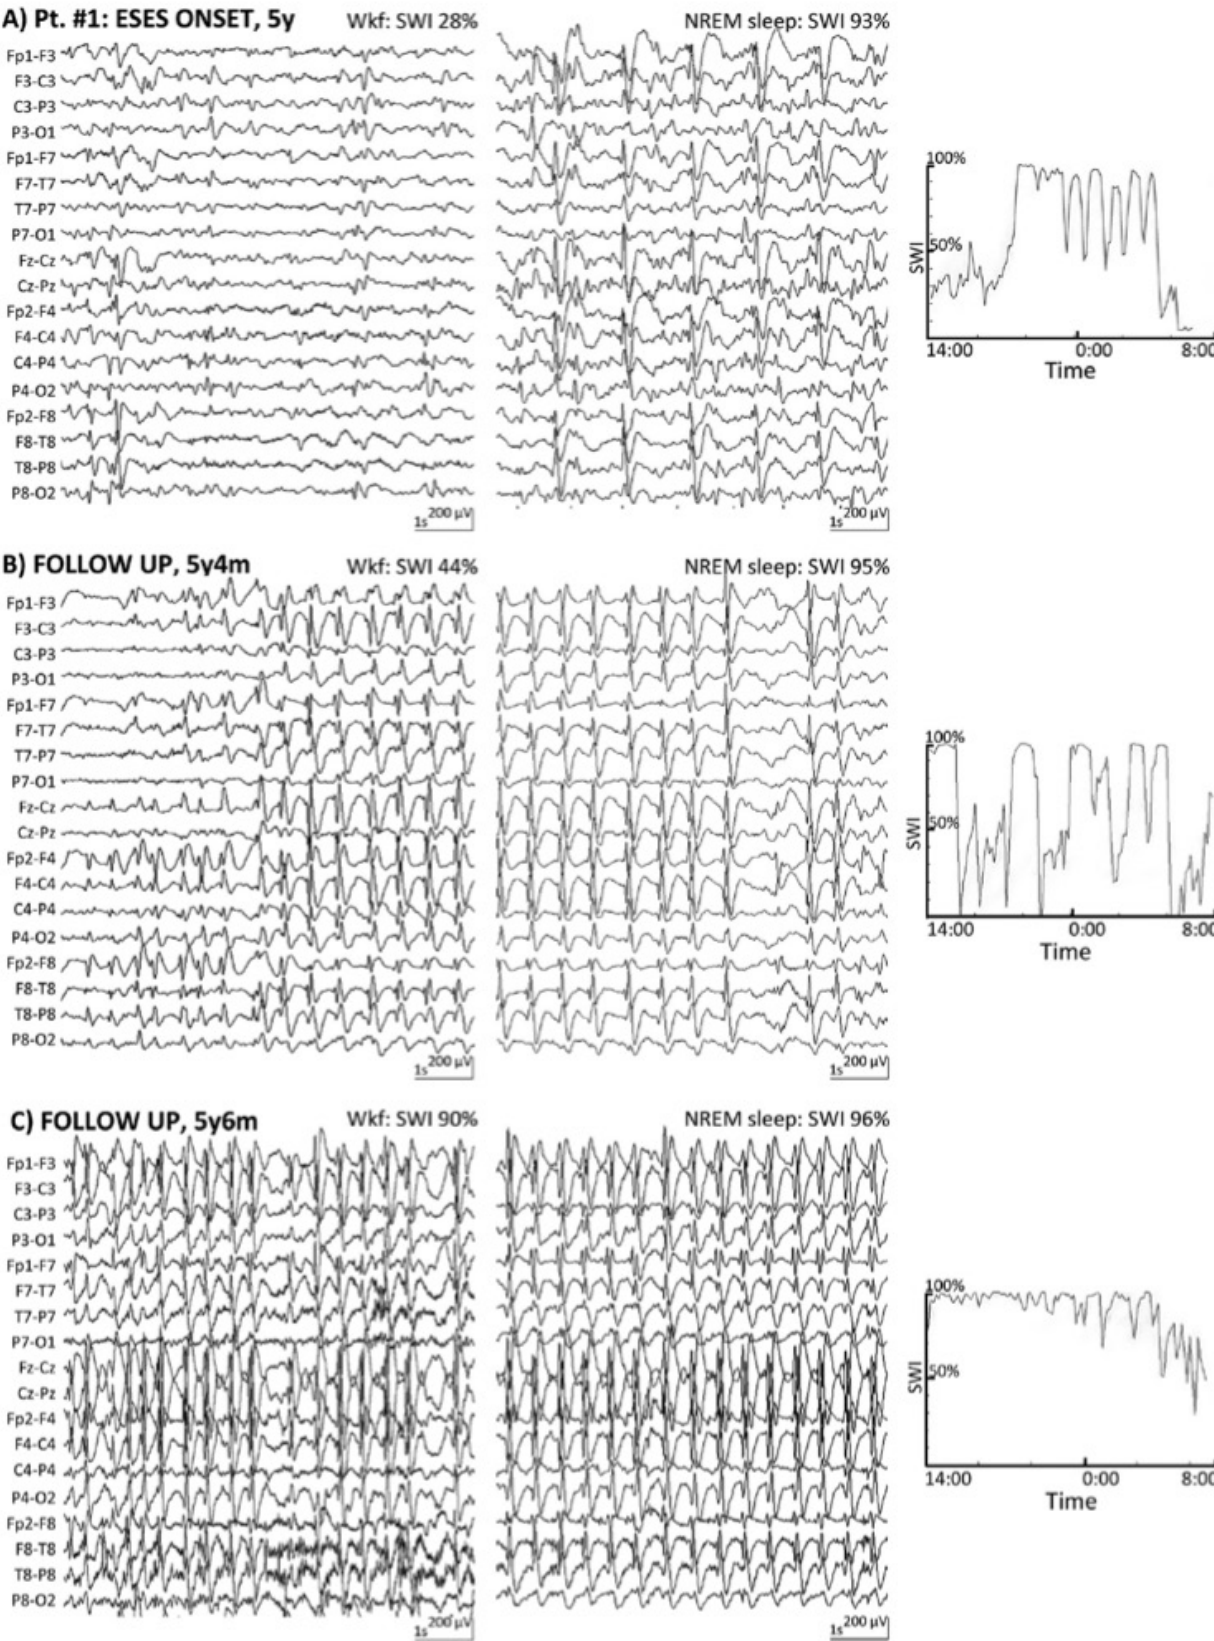 A) Pt. #1: ESES ONSET, 5y Wkf: SWI 28% NREM sleep: SWI 93%
Fp1-F3
F3-C3
C3-P3
P3-O1
Fp1-F7
F7-T7
T7-P7
P7-O1
Fz-Cz
Cz-Pz
Fp2-F4
F4-C4
C4-P4
P4-O2
Fp2-F8
F8-T8
T8-P8
P8-O2
1s 200 µV
1s 200 µV
100%
50%
SWI
14:00 0:00 8:00
Time
B) FOLLOW UP, 5y4m Wkf: SWI 44% NREM sleep: SWI 95%
Fp1-F3
F3-C3
C3-P3
P3-O1
Fp1-F7
F7-T7
T7-P7
P7-O1
Fz-Cz
Cz-Pz
Fp2-F4
F4-C4
C4-P4
P4-O2
Fp2-F8
F8-T8
T8-P8
P8-O2
1s 200 µV
1s 200 µV
100%
50%
SWI
14:00 0:00 8:00
Time
C) FOLLOW UP, 5y6m Wkf: SWI 90% NREM sleep: SWI 96%
Fp1-F3
F3-C3
C3-P3
P3-O1
Fp1-F7
F7-T7
T7-P7
P7-O1
Fz-Cz
Cz-Pz
Fp2-F4
F4-C4
C4-P4
P4-O2
Fp2-F8
F8-T8
T8-P8
P8-O2
1s 200 µV
1s 200 µV
100%
50%
SWI
14:00 0:00 8:00
Time